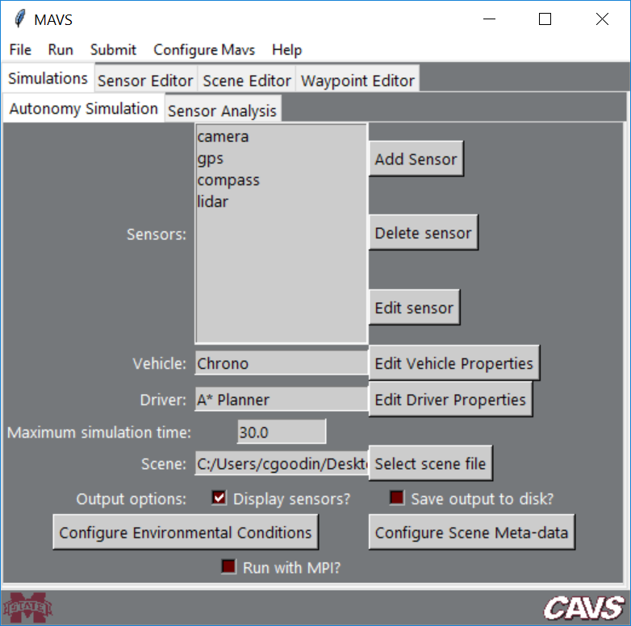 MAVS
File Run Submit Configure Mavs Help
Simulations Sensor Editor Scene Editor Waypoint Editor
Autonomy Simulation Sensor Analysis
camera
gps
compass
lidar
Add Sensor
Sensors:
Delete sensor
Edit sensor
Vehicle: Chrono Edit Vehicle Properties
Driver: A* Planner Edit Driver Properties
Maximum simulation time: 30.0
Scene: C:/Users/cgoodin/Deskt Select scene file
Output options: Display sensors? Save output to disk?
Configure Environmental Conditions Configure Scene Meta-data
Run with MPI?
STATE CAVS